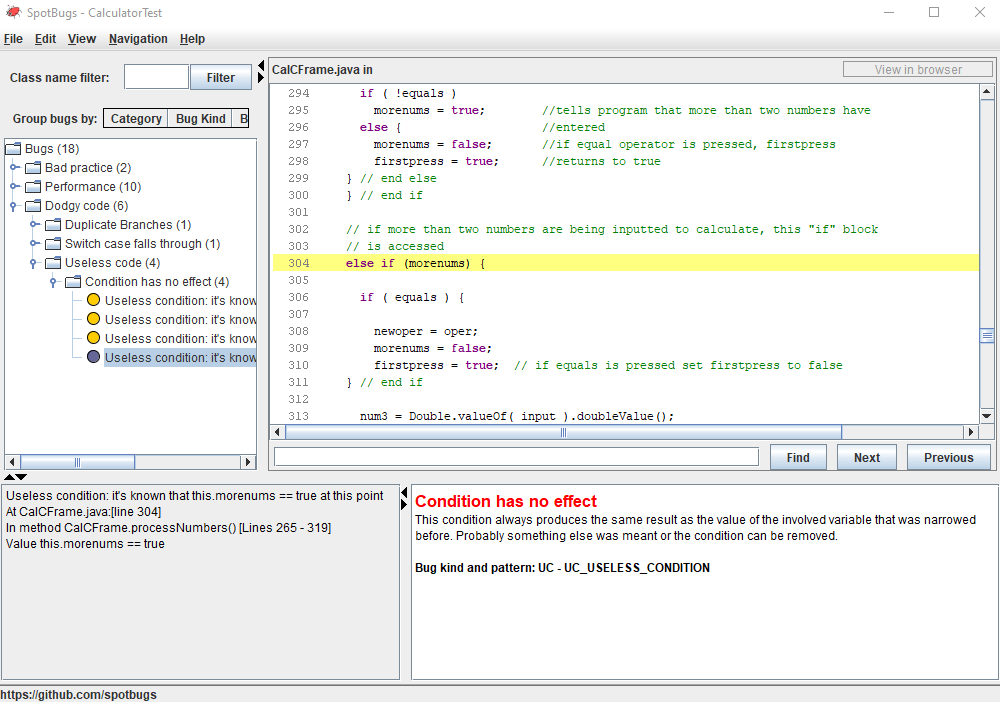 SpotBugs - CalculatorTest
File Edit View Navigation Help
Class name filter: Filter
Group bugs by: Category Bug Kind B
Bugs (18)
Bad practice (2)
Performance (10)
Dodgy code (6)
Duplicate Branches (1)
Switch case falls through (1)
Useless code (4)
Condition has no effect (4)
Useless condition: it's know
Useless condition: it's know
Useless condition: it's know
Useless condition: it's know
CalCFrame.java in
View in browser
294 if ( !equals )
295 morenums = true; //tells program that more than two numbers have
296 else { //entered
297 morenums = false; //if equal operator is pressed, firstpress
298 firstpress = true; //returns to true
299 } // end else
300 } // end if
301
302 // if more than two numbers are being inputted to calculate, this "if" block
303 // is accessed
304 else if (morenums) {
305
306 if ( equals ) {
307
308 newoper = oper;
309 morenums = false;
310 firstpress = true; // if equals is pressed set firstpress to false
311 } // end if
312
313 num3 = Double.valueOf( input ).doubleValue();
Find Next Previous
Useless condition: it's known that this.morenums == true at this point
At CalCFrame.java:[line 304]
In method CalCFrame.processNumbers() [Lines 265 - 319]
Value this.morenums == true
Condition has no effect
This condition always produces the same result as the value of the involved variable that was narrowed
before. Probably something else was meant or the condition can be removed.
Bug kind and pattern: UC - UC_USELESS_CONDITION
https://github.com/spotbugs